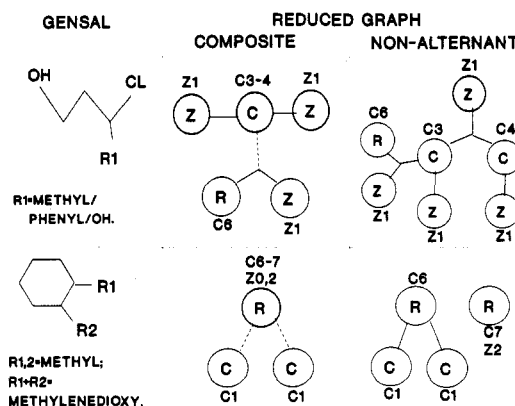 GENSAL
REDUCED GRAPH
COMPOSITE
NON-ALTERNANT
OH
CL
R1
R1=METHYL/
PHENYL/OH.
Z1
C3-4
Z1
Z
C
Z
R
Z
C6
Z1
Z1
Z
C6
R
C3
C
C4
C
Z
Z1
Z
Z1
Z
Z1
R1
R2
R1,2=METHYL;
R1+R2=
METHYLENEDIOXY.
C6-7
Z0,2
R
C
C
C1
C1
C6
R
R
C7
Z2
C
C
C1
C1